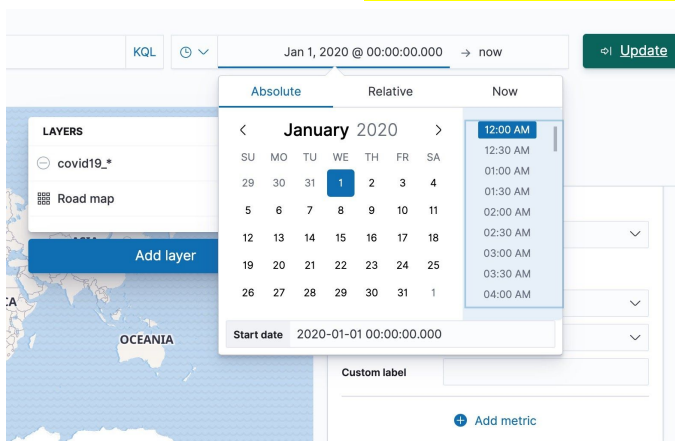 KQL Jan 1, 2020 @ 00:00:00.000 → now Update
Absolute Relative Now
LAYERS
covid19_*
Road map
Add layer
January 2020
SU MO TU WE TH FR SA
29 30 31 1 2 3 4
5 6 7 8 9 10 11
12 13 14 15 16 17 18
19 20 21 22 23 24 25
26 27 28 29 30 31 1
12:00 AM
12:30 AM
01:00 AM
01:30 AM
02:00 AM
02:30 AM
03:00 AM
03:30 AM
04:00 AM
Start date 2020-01-01 00:00:00.000
OCEANIA
Custom label
Add metric